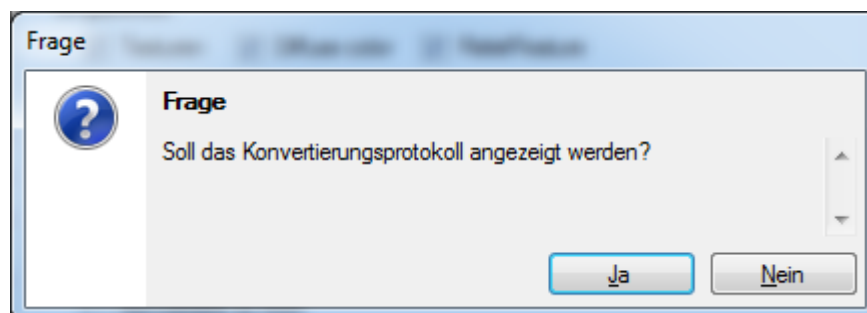 Frage
Frage
Soll das Konvertierungsprotokoll angezeigt werden?
Ja
Nein